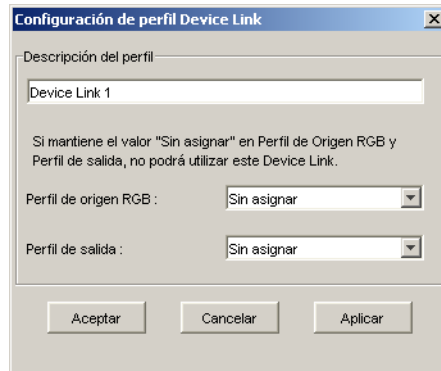 Configuración de perfil Device Link
Descripción del perfil
Device Link 1
Si mantiene el valor "Sin asignar" en Perfil de Origen RGB y
Perfil de salida, no podrá utilizar este Device Link.
Perfil de origen RGB : Sin asignar
Perfil de salida : Sin asignar
Aceptar Cancelar Aplicar